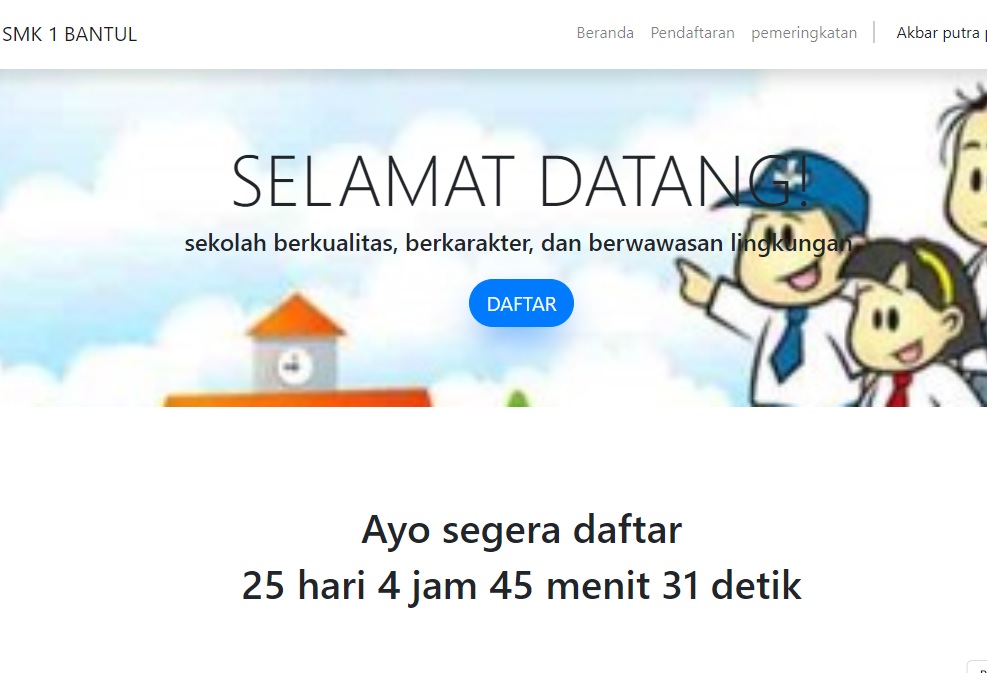 SMK 1 BANTUL
Beranda Pendaftaran pemeringkatan Akbar putra
SELAMAT DATANG!
sekolah berkualitas, berkarakter, dan berwawasan lingkungan
DAFTAR
Ayo segera daftar
25 hari 4 jam 45 menit 31 detik